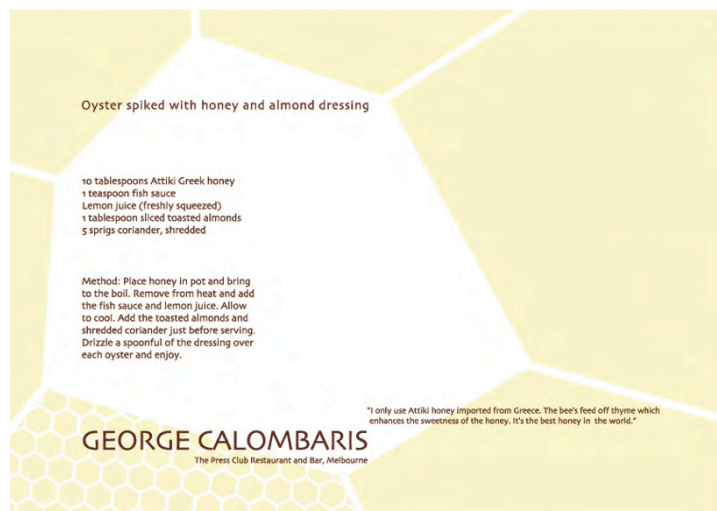 Oyster spiked with honey and almond dressing
10 tablespoons Attiki Greek honey
1 teaspoon fish sauce
Lemon juice (freshly squeezed)
1 tablespoon sliced toasted almonds
5 sprigs coriander, shredded
Method: Place honey in pot and bring
to the boil. Remove from heat and add
the fish sauce and lemon juice. Allow
to cool. Add the toasted almonds and
shredded coriander just before serving.
Drizzle a spoonful of the dressing over
each oyster and enjoy.
"I only use Attiki honey imported from Greece. The bee's feed off thyme which
enhances the sweetness of the honey. It's the best honey in the world."
GEORGE CALOMBARIS
The Press Club Restaurant and Bar, Melbourne